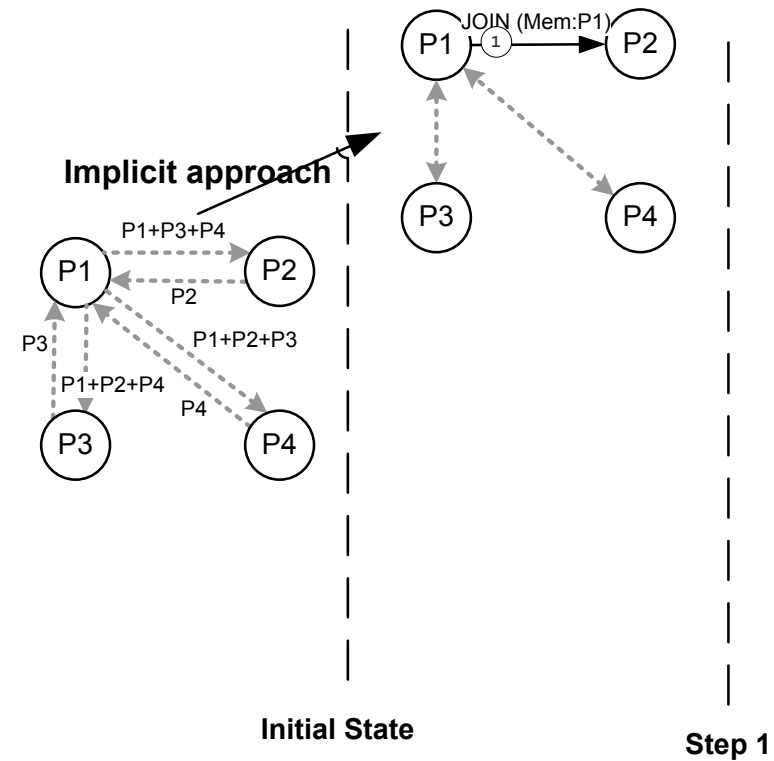 JOIN (Mem:P1)
P1
1
P2
P3
P4
Implicit approach
P1+P3+P4
P1
P2
P2
P1+P2+P3
P3
P1+P2+P4
P4
P3
P4
Initial State
Step 1